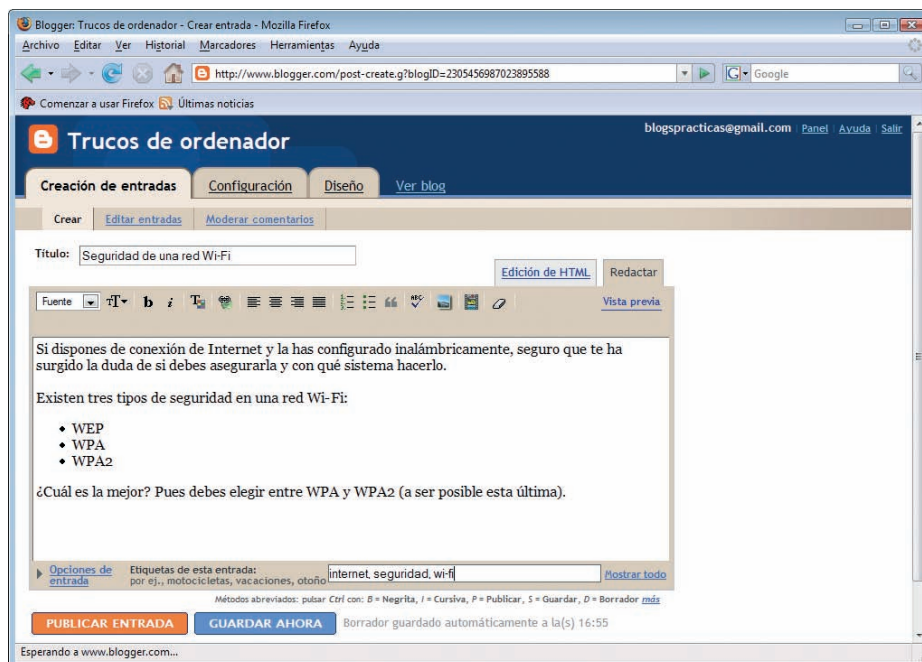 Blogger: Trucos de ordenador - Crear entrada - Mozilla Firefox
Archivo Editar Ver Historial Marcadores Herramientas Ayuda
http://www.blogger.com/post-create.g?blogID=2305456987023895588 Google
Comenzar a usar Firefox Últimas noticias
blogspracticas@gmail.com | Panel | Ayuda | Salir
Trucos de ordenador
Creación de entradas Configuración Diseño Ver blog
Crear Editar entradas Moderar comentarios
Título: Seguridad de una red Wi-Fi
Edición de HTML Redactar
Fuente b i ABC Vista previa
Si dispones de conexión de Internet y la has configurado inalámbricamente, seguro que te ha
surgido la duda de si debes asegurarla y con qué sistema hacerlo.
Existen tres tipos de seguridad en una red Wi-Fi:
• WEP
• WPA
• WPA2
¿Cuál es la mejor? Pues debes elegir entre WPA y WPA2 (a ser posible esta última).
Opciones de entrada
Etiquetas de esta entrada:
por ej., motocicletas, vacaciones, otoño internet, seguridad, wi-fi Mostrar todo
Métodos abreviados: pulsar Ctrl con: B = Negrita, I = Cursiva, P = Publicar, S = Guardar, D = Borrador más
PUBLICAR ENTRADA GUARDAR AHORA Borrador guardado automáticamente a la(s) 16:55
Esperando a www.blogger.com...